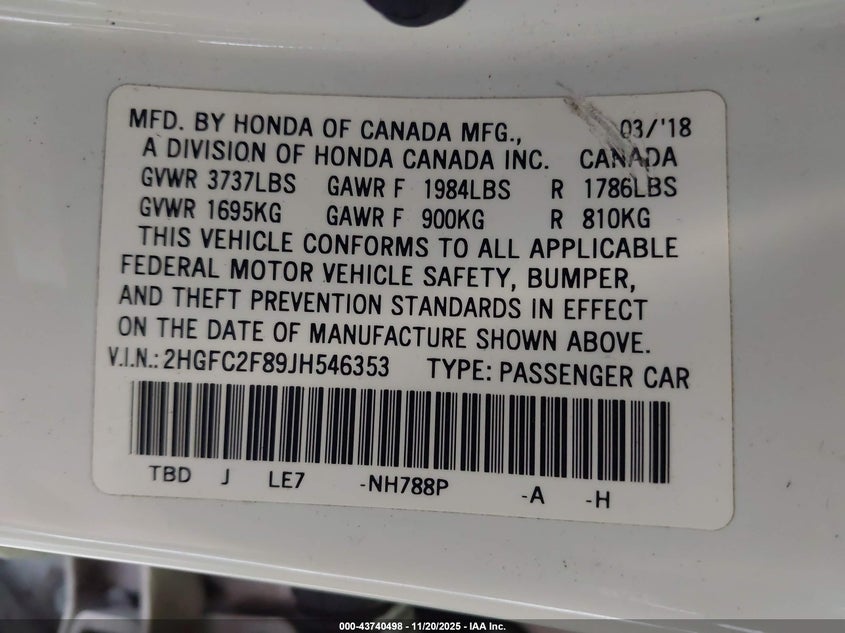 MFD. BY HONDA OF CANADA MFG., 03/'18
A DIVISION OF HONDA CANADA INC. CANADA
GVWR 3737LBS GAWR F 1984LBS R 1786LBS
GVWR 1695KG GAWR F 900KG R 810KG
THIS VEHICLE CONFORMS TO ALL APPLICABLE
FEDERAL MOTOR VEHICLE SAFETY, BUMPER,
AND THEFT PREVENTION STANDARDS IN EFFECT
ON THE DATE OF MANUFACTURE SHOWN ABOVE.
V.I.N.: 2HGFC2F89JH546353 TYPE: PASSENGER CAR
TBD J LE7 -NH788P -A -H
000-43740498 - 11/20/2025 - IAA Inc.